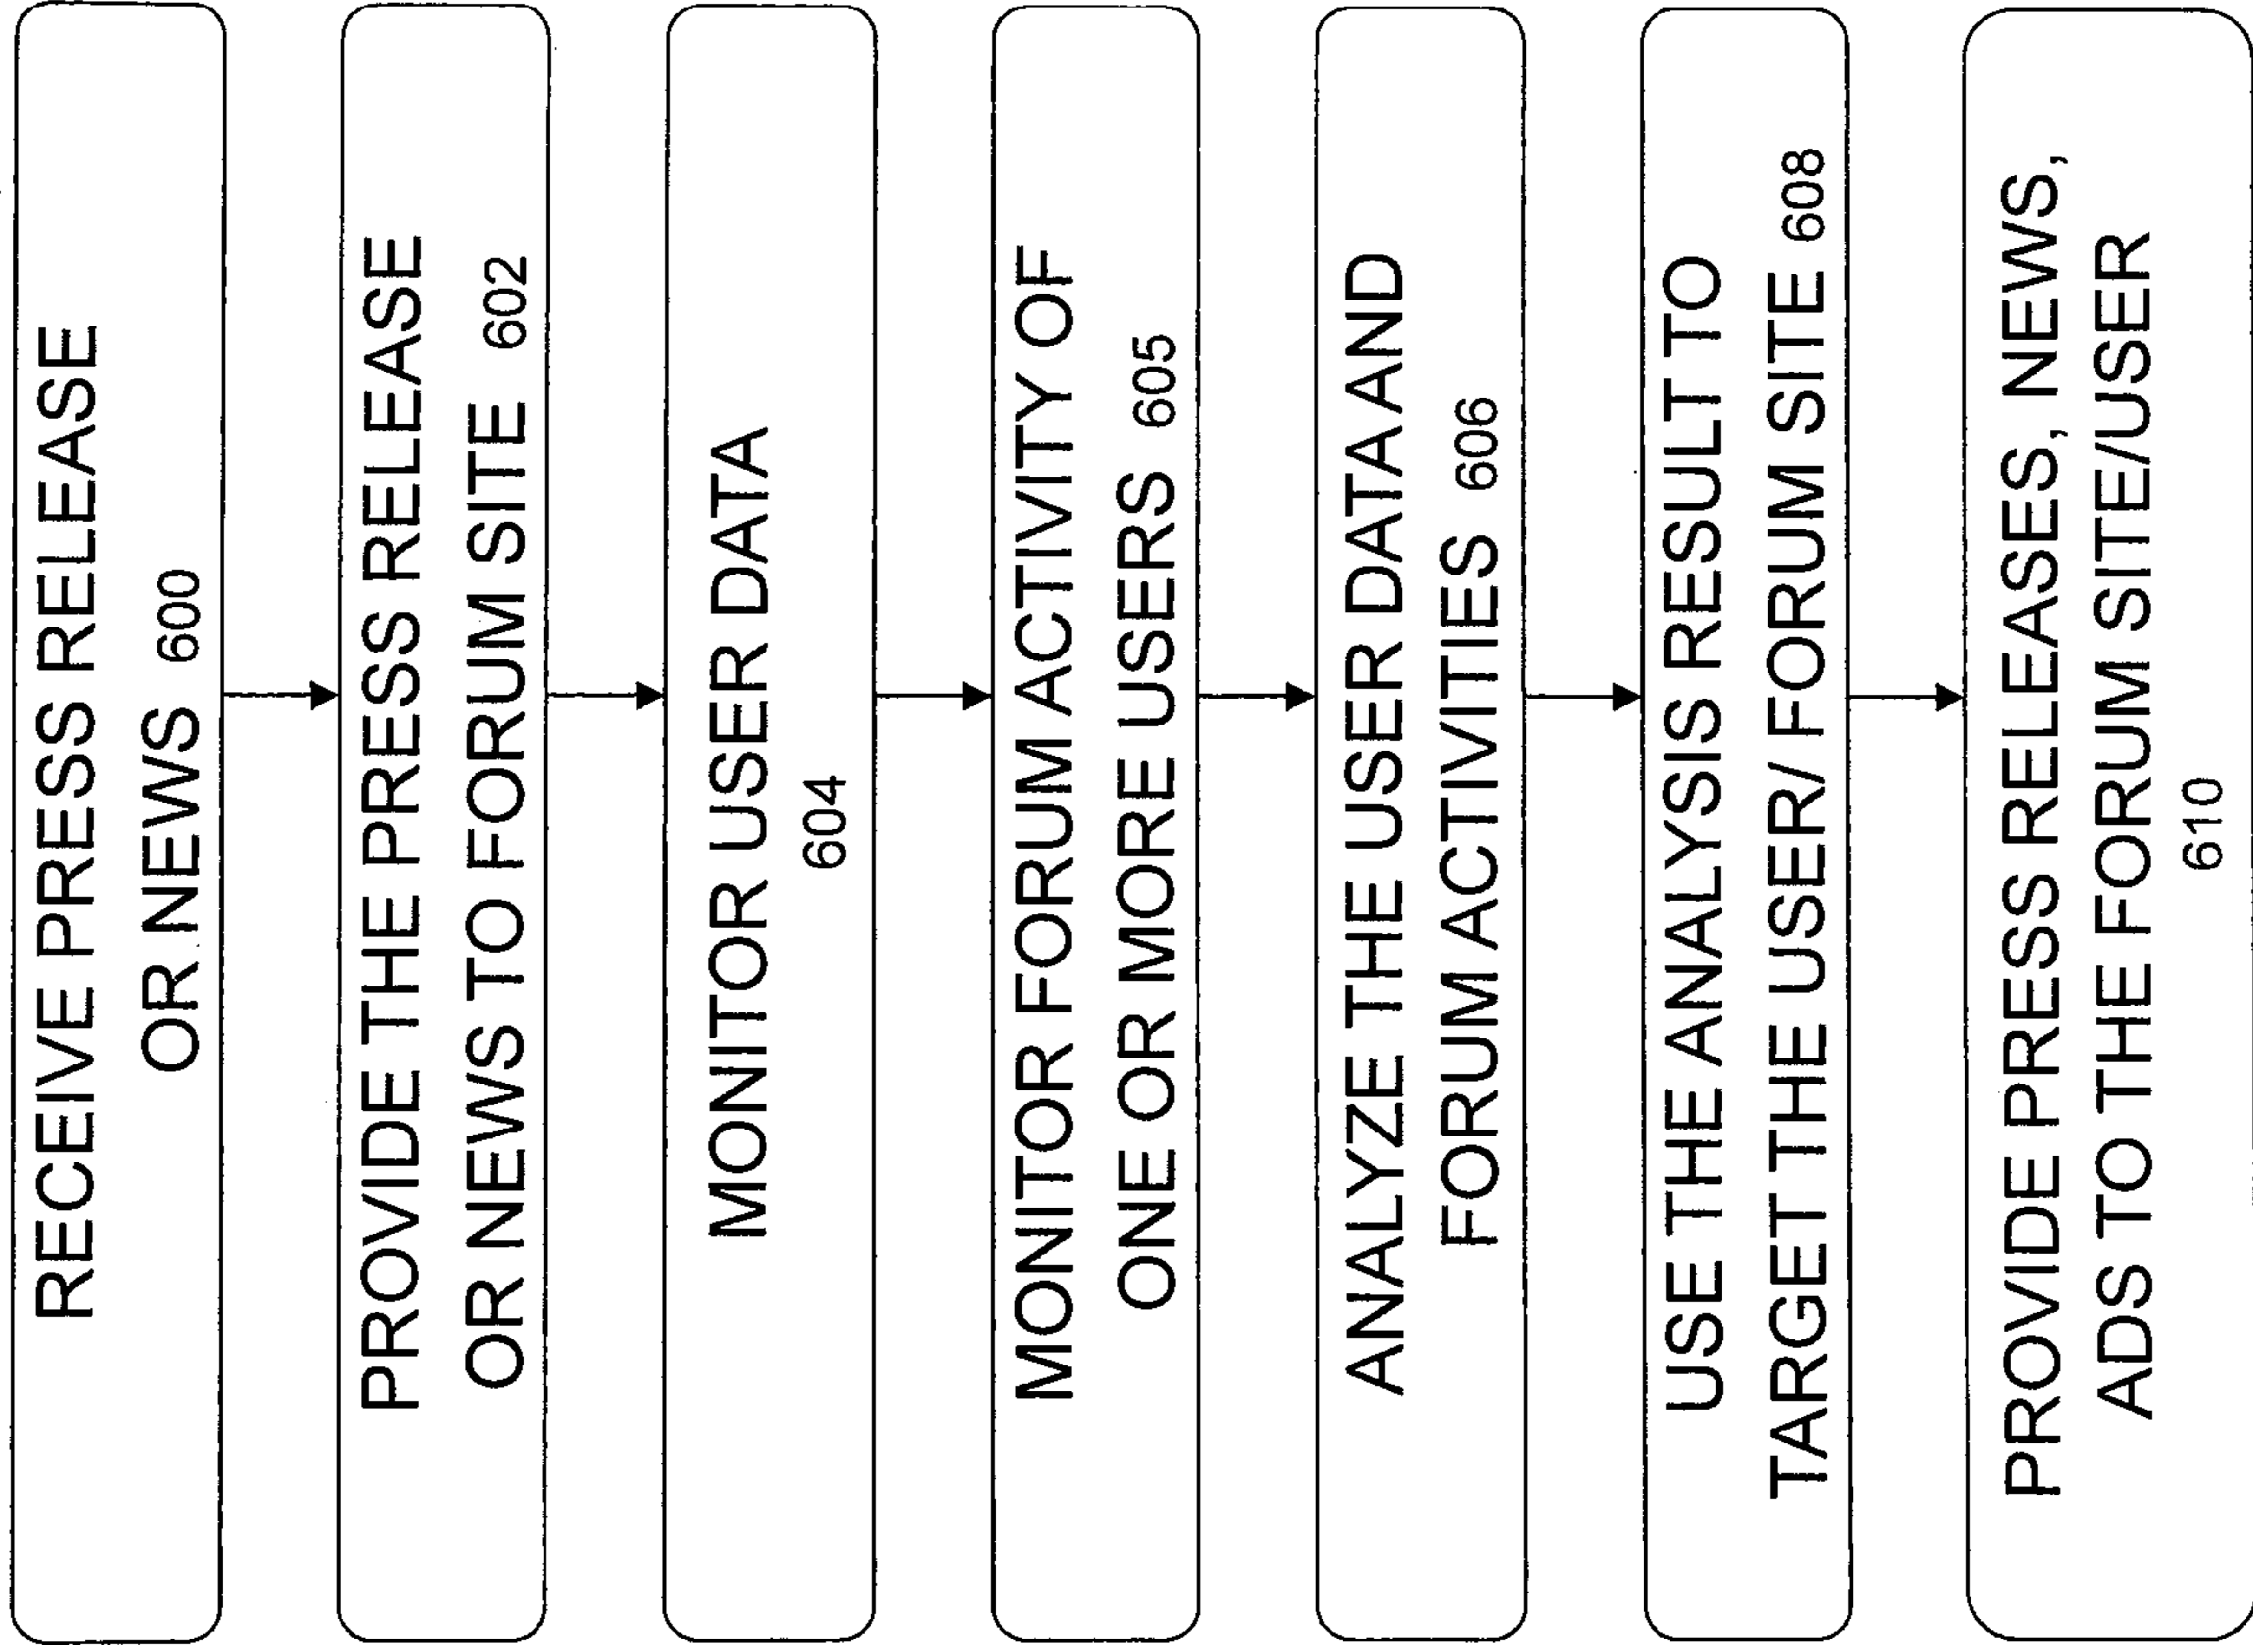 RECEIVE PRESS RELEASE
OR NEWS 600
PROVIDE THE PRESS RELEASE
OR NEWS TO FORUM SITE 602
MONITOR USER DATA
604
MONITOR FORUM ACTIVITY OF
ONE OR MORE USERS 605
ANALYZE THE USER DATA AND
FORUM ACTIVITIES 606
USE THE ANALYSIS RESULT TO
TARGET THE USER/ FORUM SITE 608
PROVIDE PRESS RELEASES, NEWS,
ADS TO THE FORUM SITE/USER
610